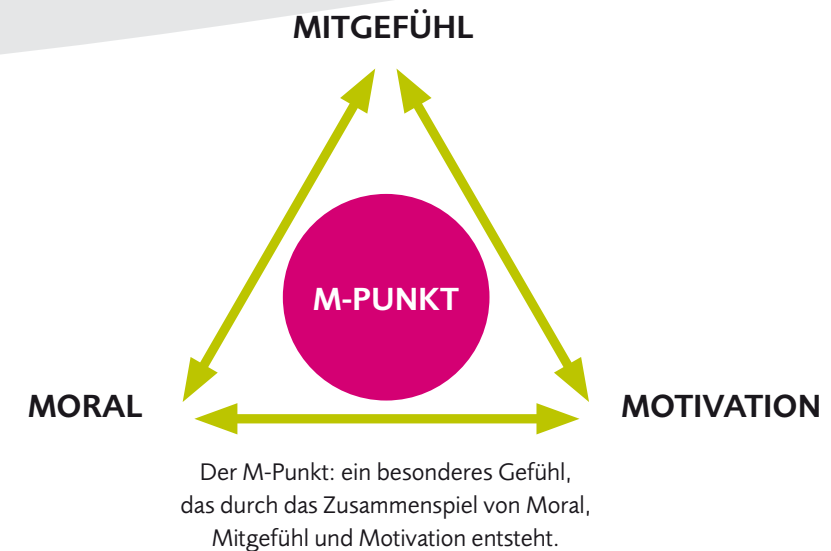 MITGEFÜHL
M-PUNKT
MORAL
MOTIVATION
Der M-Punkt: ein besonderes Gefühl,
das durch das Zusammenspiel von Moral,
Mitgefühl und Motivation entsteht.